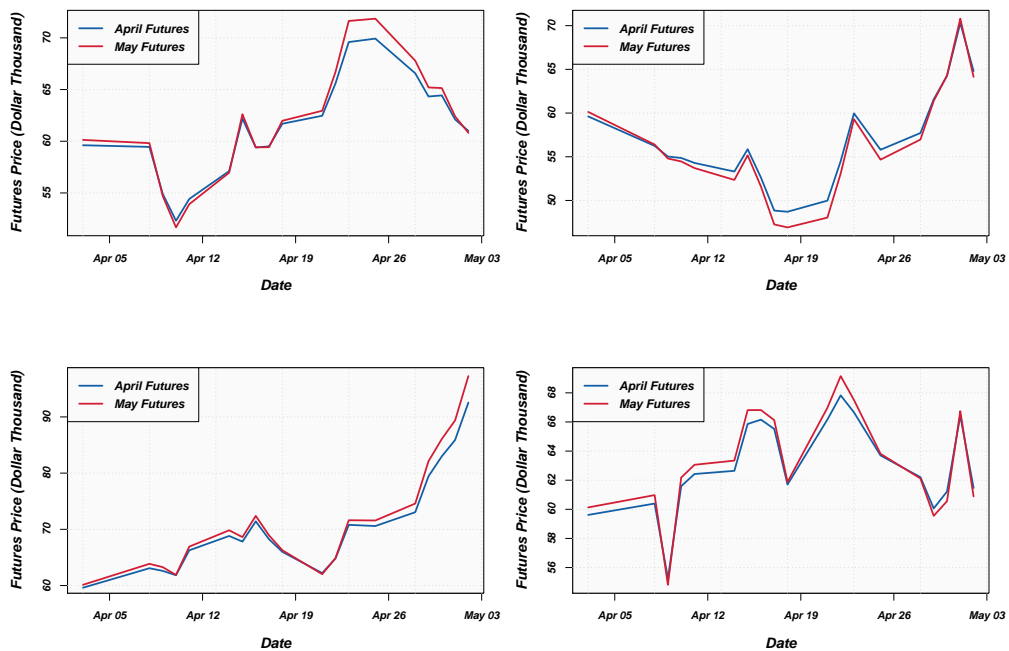 April Futures
May Futures
Futures Price (Dollar Thousand)
70
65
60
55
Apr 05
Apr 12
Apr 19
Apr 26
May 03
Date
April Futures
May Futures
Futures Price (Dollar Thousand)
70
65
60
55
50
Apr 05
Apr 12
Apr 19
Apr 26
May 03
Date
April Futures
May Futures
Futures Price (Dollar Thousand)
90
80
70
60
Apr 05
Apr 12
Apr 19
Apr 26
May 03
Date
April Futures
May Futures
Futures Price (Dollar Thousand)
68
66
64
62
60
58
56
Apr 05
Apr 12
Apr 19
Apr 26
May 03
Date